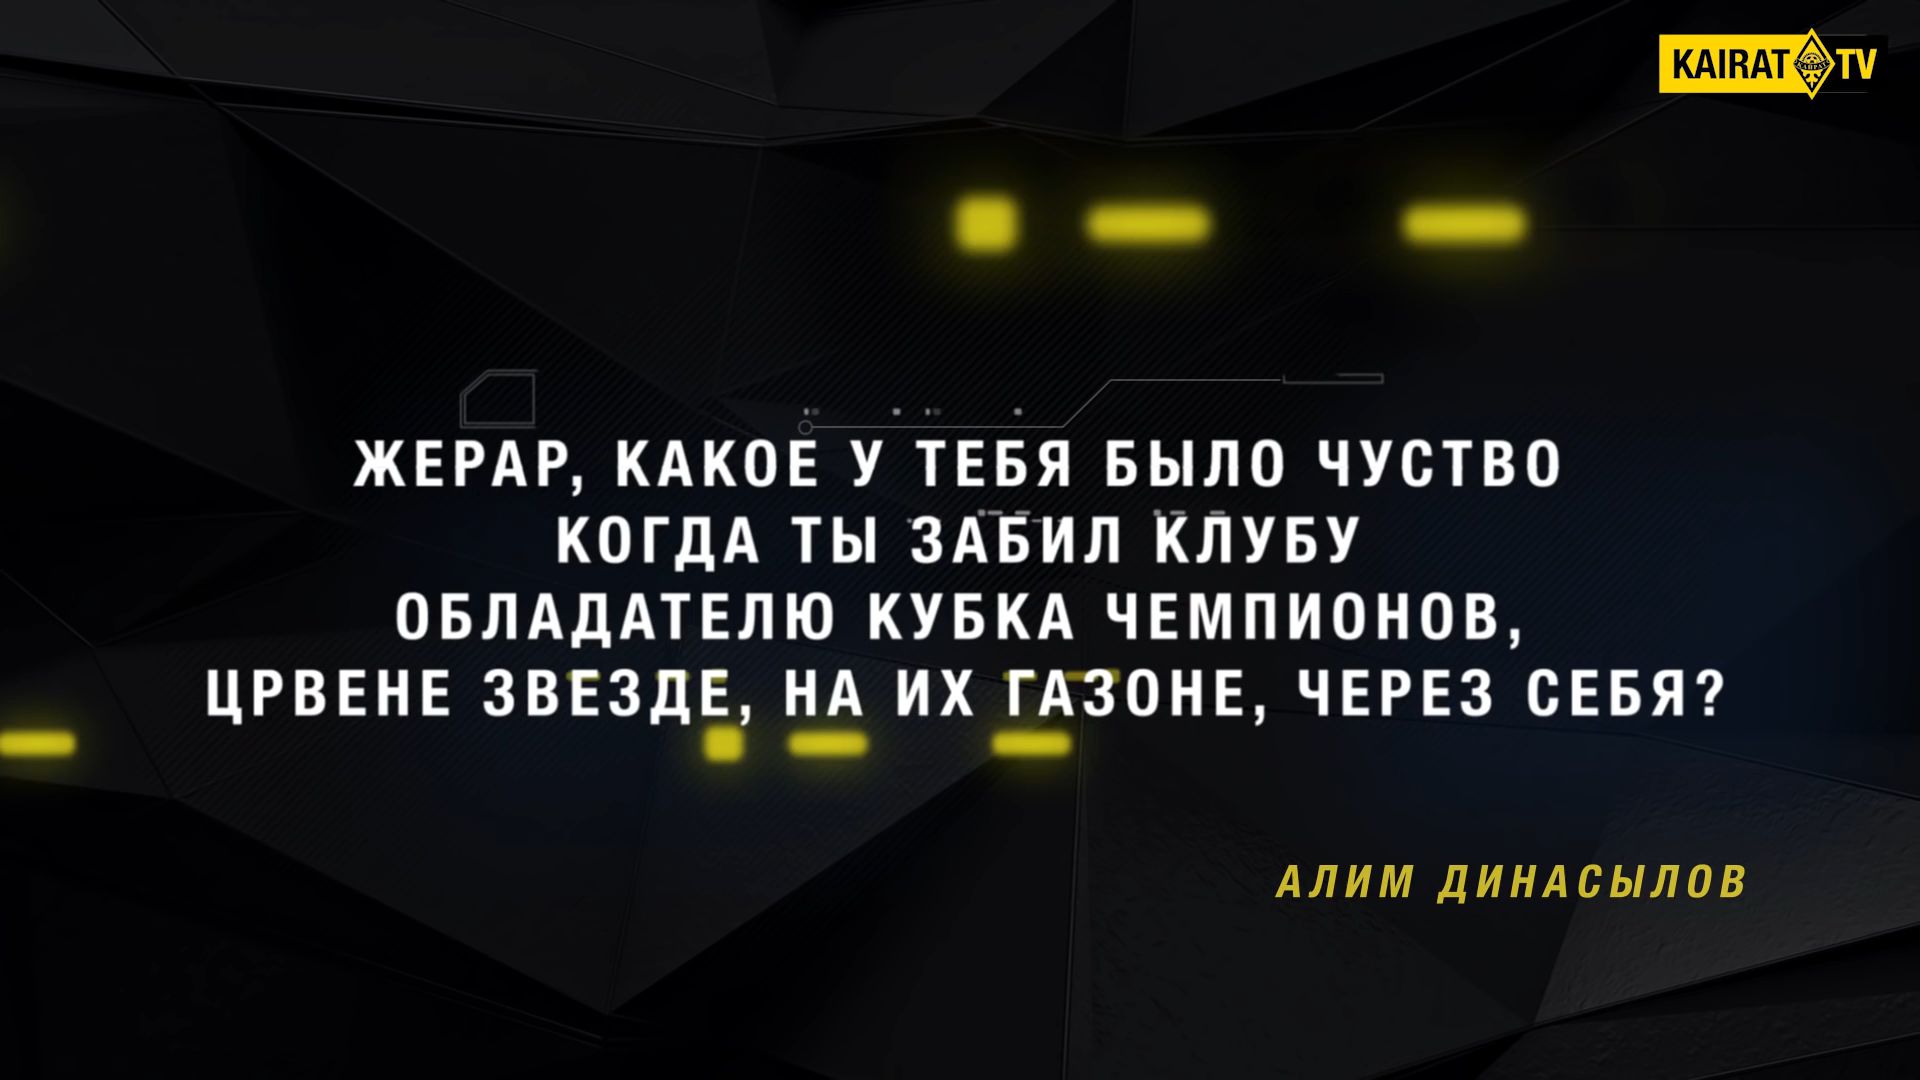 KAIRAT TV
ЖЕРАР, КАКОЕ У ТЕБЯ БЫЛО ЧУСТВО
КОГДА ТЫ ЗАБИЛ КЛУБУ
ОБЛАДАТЕЛЮ КУБКА ЧЕМПИОНОВ,
ЦРВЕНЕ ЗВЕЗДЕ, НА ИХ ГАЗОНЕ, ЧЕРЕЗ СЕБЯ?
АЛИМ ДИНАСЫЛОВ